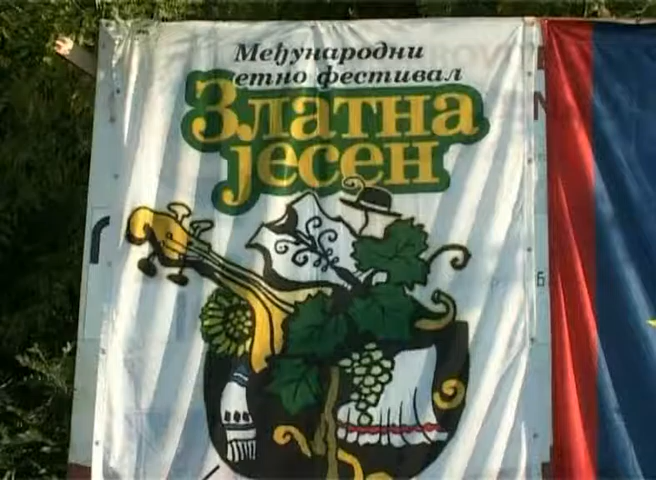 Међународни
етно фестивал
Златна
јесен